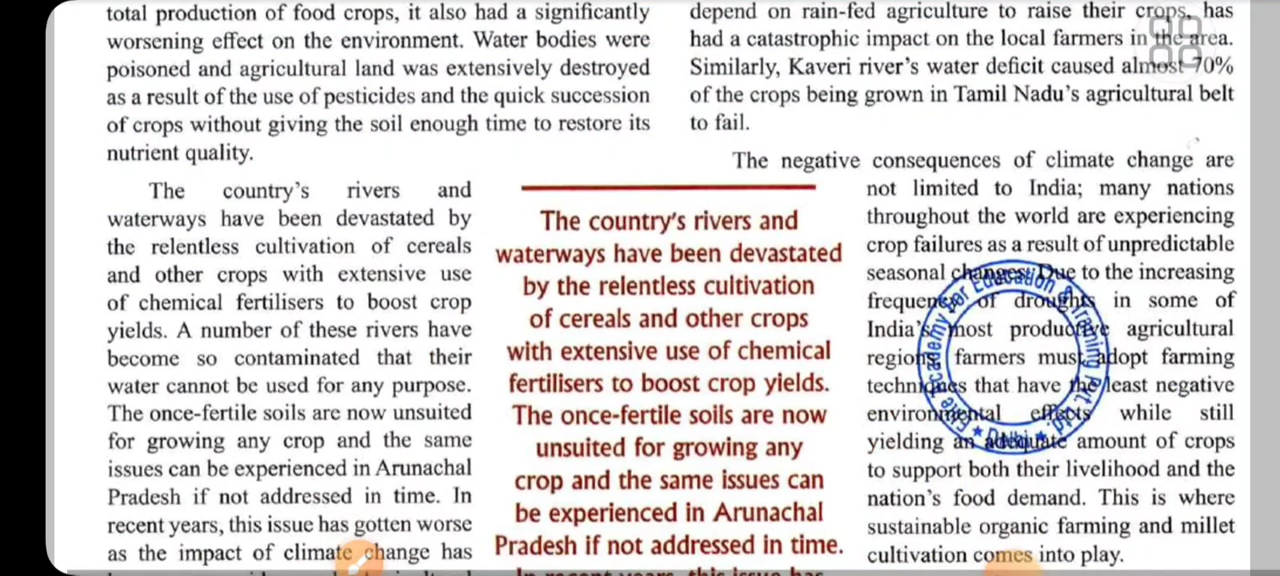 total production of food crops, it also had a significantly
worsening effect on the environment. Water bodies were
poisoned and agricultural land was extensively destroyed
as a result of the use of pesticides and the quick succession
of crops without giving the soil enough time to restore its
nutrient quality.
The country's rivers and
waterways have been devastated by
the relentless cultivation of cereals
and other crops with extensive use
of chemical fertilisers to boost crop
yields. A number of these rivers have
become so contaminated that their
water cannot be used for any purpose.
The once-fertile soils are now unsuited
for growing any crop and the same
issues can be experienced in Arunachal
Pradesh if not addressed in time. In
recent years, this issue has gotten worse
as the impact of climate change has
The country's rivers and
waterways have been devastated
by the relentless cultivation
of cereals and other crops
with extensive use of chemical
fertilisers to boost crop yields.
The once-fertile soils are now
unsuited for growing any
crop and the same issues can
be experienced in Arunachal
Pradesh if not addressed in time.
In recent years, this issue has
depend on rain-fed agriculture to raise their crops, has
had a catastrophic impact on the local farmers in the area.
Similarly, Kaveri river's water deficit caused almost 70%
of the crops being grown in Tamil Nadu's agricultural belt
to fail.
The negative consequences of climate change are
not limited to India; many nations
throughout the world are experiencing
crop failures as a result of unpredictable
seasonal changes. Due to the increasing
frequency of droughts in some of
India's most productive agricultural
regions, farmers must adopt farming
techniques that have the least negative
environmental effects while still
yielding an adequate amount of crops
to support both their livelihood and the
nation's food demand. This is where
sustainable organic farming and millet
cultivation comes into play.
Elite Academy For Education & Training Pvt. Ltd.
★ Delhi ★